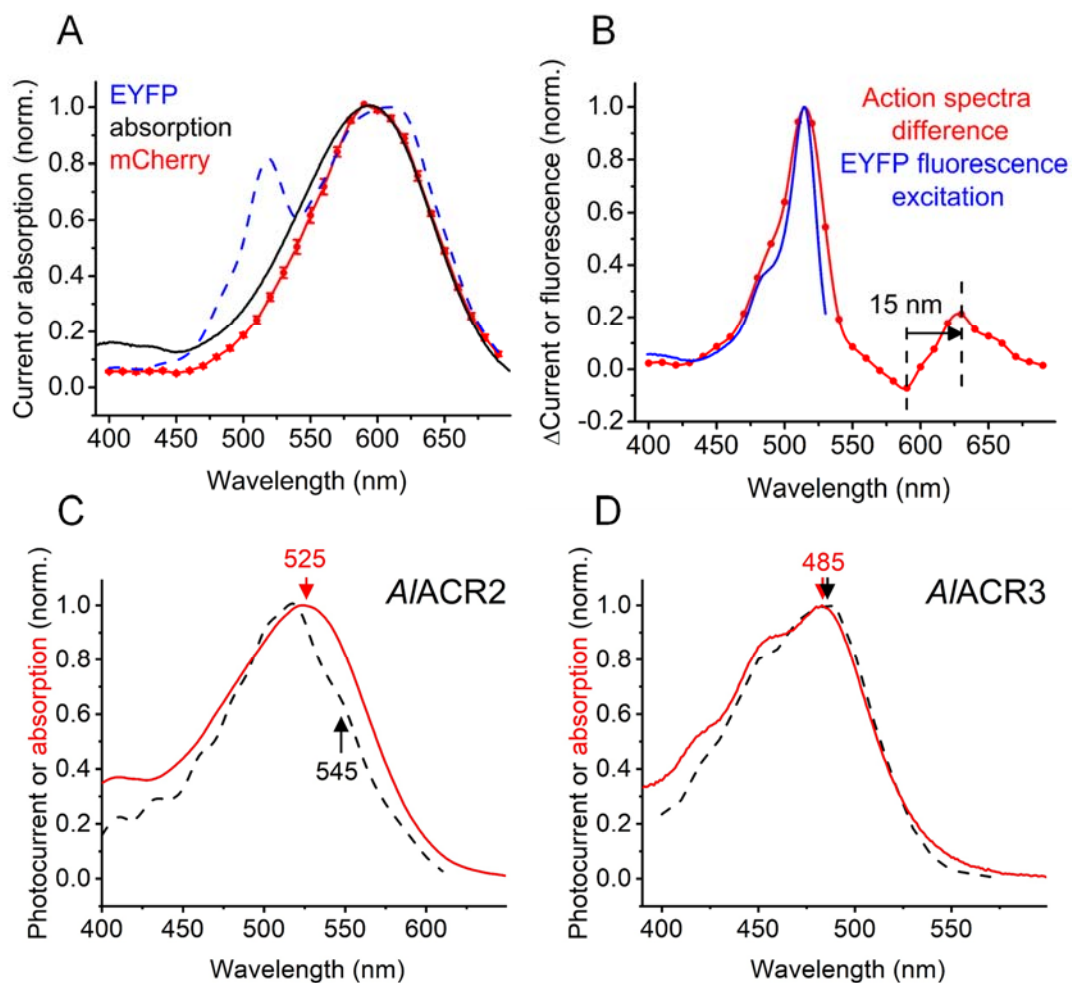 A
EYFP
absorption
mCherry
Current or absorption (norm.)
1.0
0.8
0.6
0.4
0.2
0.0
400 450 500 550 600 650
Wavelength (nm)
B
Action spectra
difference
EYFP fluorescence
excitation
15 nm
ΔCurrent or fluorescence (norm.)
1.0
0.8
0.6
0.4
0.2
0.0
-0.2
400 450 500 550 600 650
Wavelength (nm)
C
525
AlACR2
545
Photocurrent or absorption (norm.)
1.0
0.8
0.6
0.4
0.2
0.0
400 450 500 550 600
Wavelength (nm)
D
485
AlACR3
Photocurrent or absorption (norm.)
1.0
0.8
0.6
0.4
0.2
0.0
400 450 500 550
Wavelength (nm)